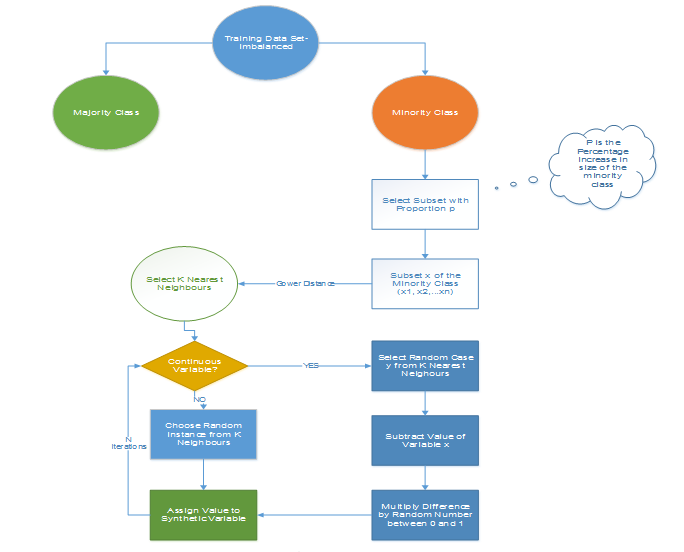 Training Data Set-
Imbalanced
Majority Class
Minority Class
P is the
Percentage
increase in
size of the
minority
class
Select Subset with
Proportion p
Select K Nearest
Neighbours
Gower Distance
Subset x of the
Minority Class
(x1, x2,...xn)
Continuous
Variable?
YES
Select Random Case
y from K Nearest
Neighours
NO
Choose Random
Instance from K
Neighbours
N
Iterations
Subtract Value of
Variable x
Assign Value to
Synthetic Variable
Multiply Difference
by Random Number
between 0 and 1